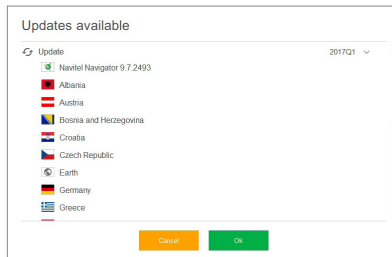 Updates available
Update 2017Q1
Navitel Navigator 9.7.2493
Albania
Austria
Bosnia and Herzegovina
Croatia
Czech Republic
Earth
Germany
Greece
Cancel Ok